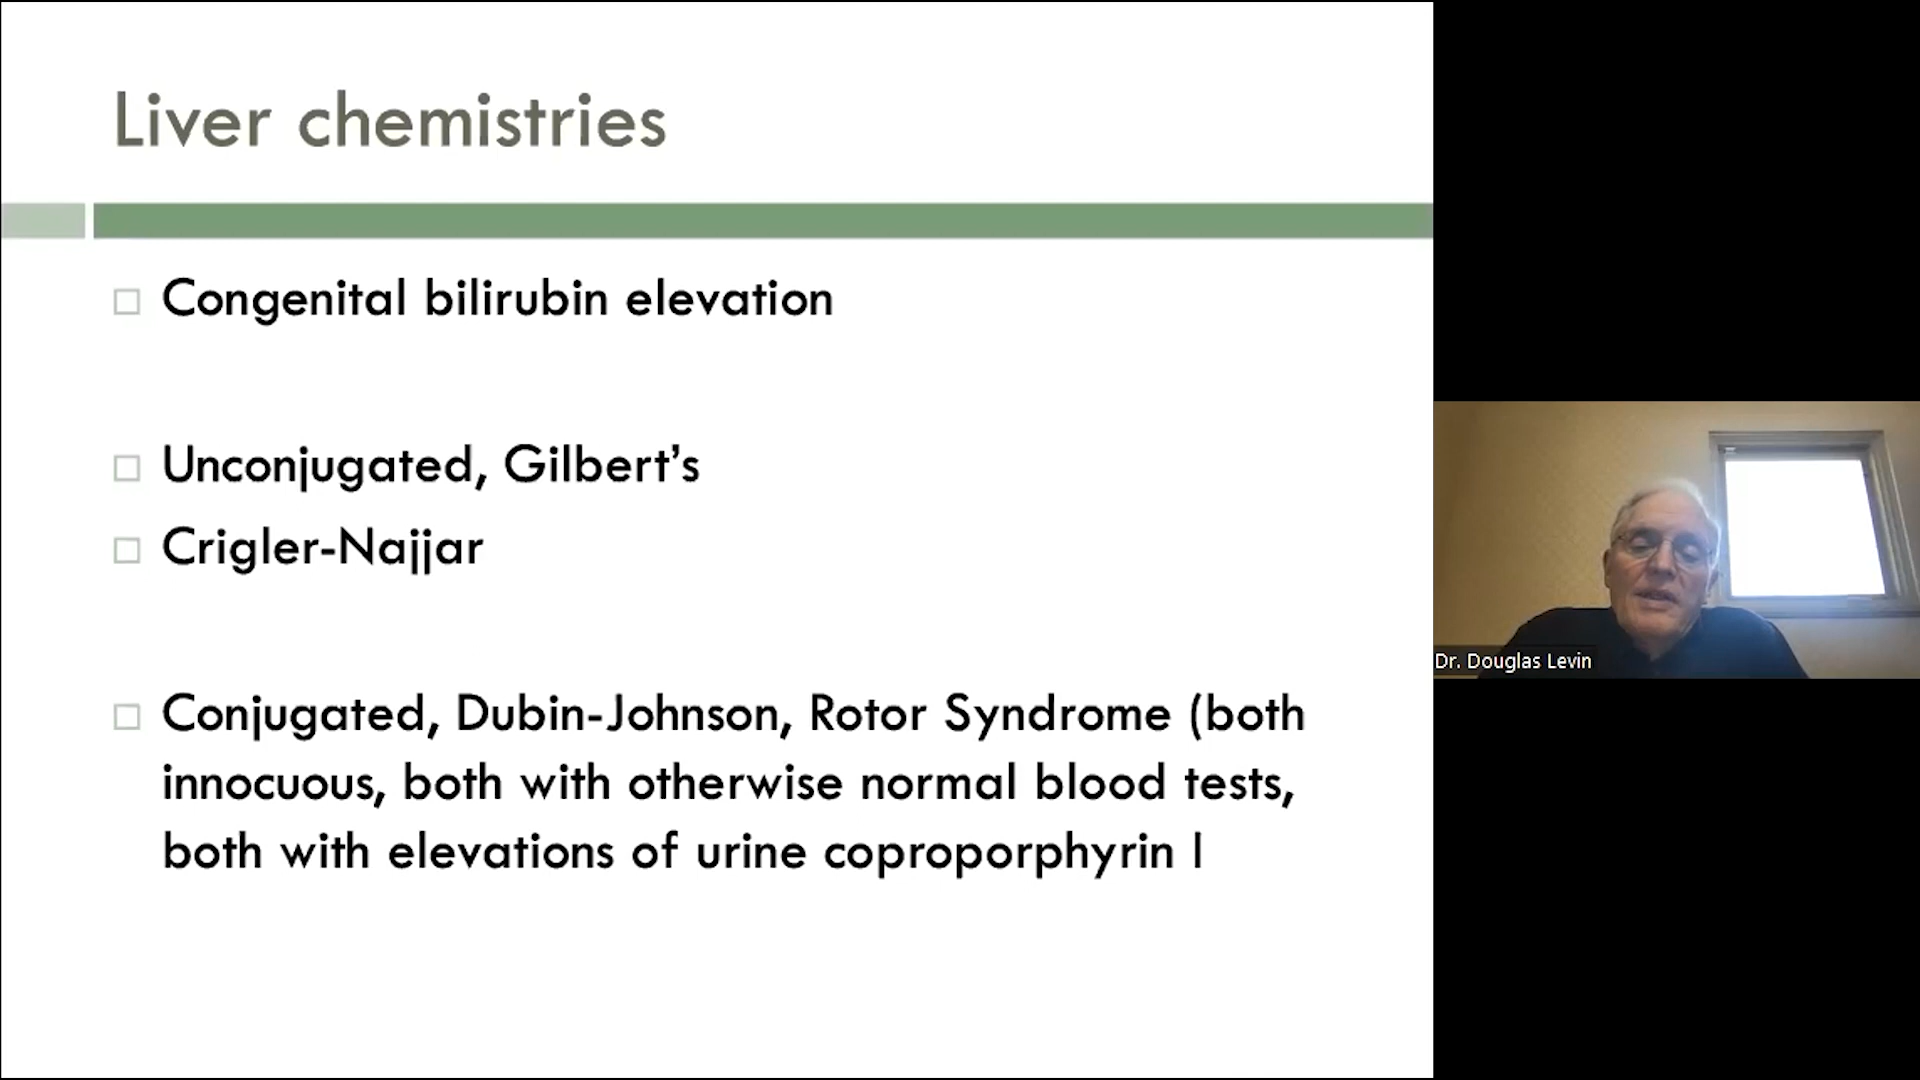 Liver chemistries
Congenital bilirubin elevation
Unconjugated, Gilbert’s
Crigler-Najjar
Conjugated, Dubin-Johnson, Rotor Syndrome (both
innocuous, both with otherwise normal blood tests,
both with elevations of urine coproporphyrin I
Dr. Douglas Levin